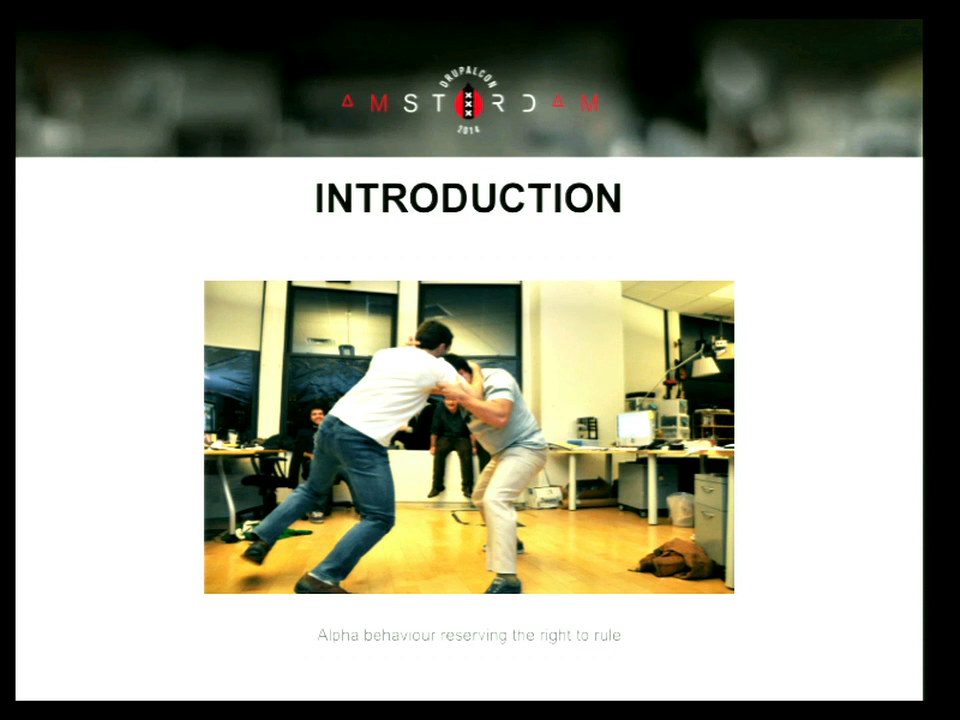 DRUPALCON
AMSTERDAM
2014
INTRODUCTION
Alpha behaviour reserving the right to rule